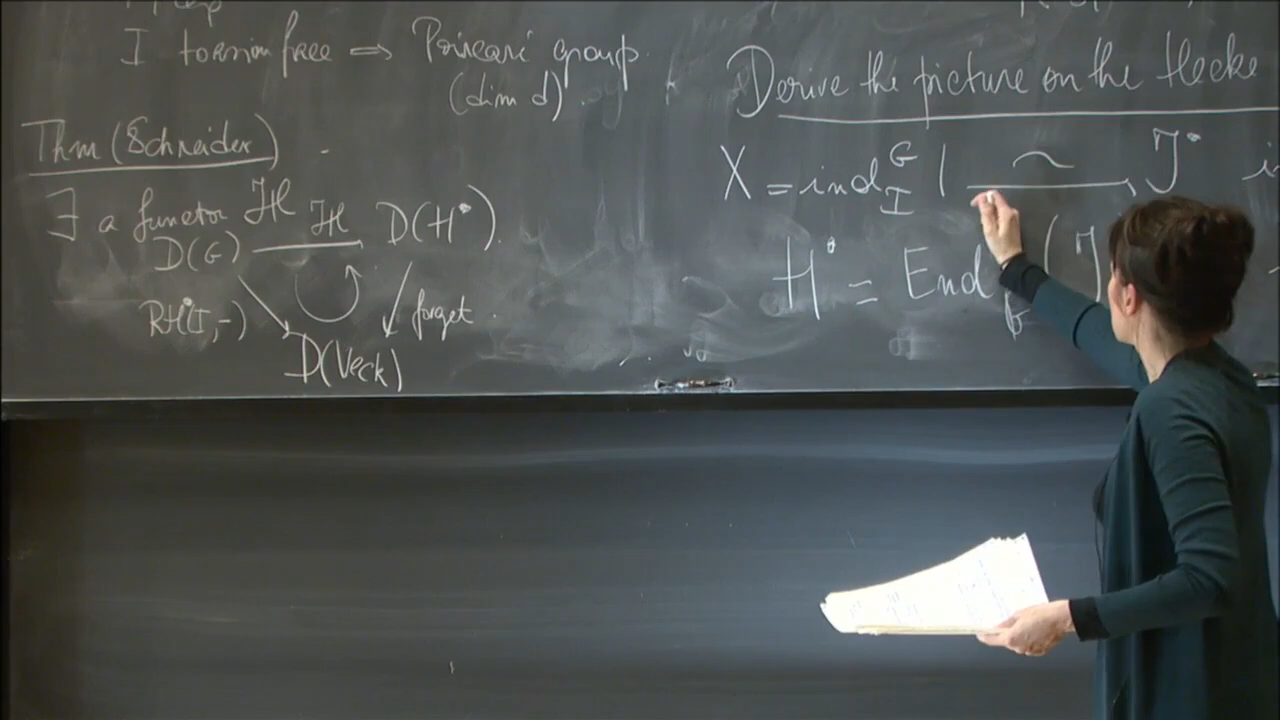 I torsion free ⟹ Poincaré group
(dim d).
Thm (Schneider)
∃ a functor ℋ
D(G) ℋ D(H•)
RH•(I,-) forget
D(Veck)
Derive the picture on the Hecke
X = ind_I^G 1 ~ → J•
H• = End (J